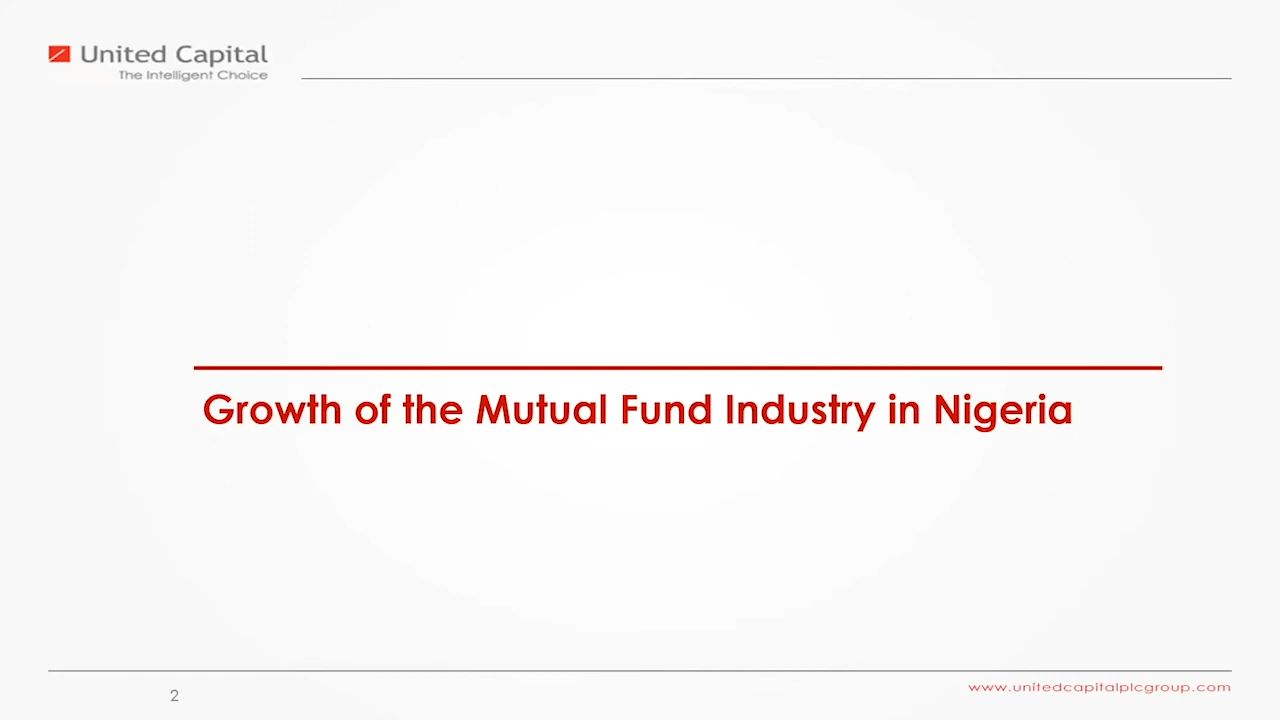 United Capital
The Intelligent Choice
Growth of the Mutual Fund Industry in Nigeria
2
www.unitedcapitalplcgroup.com